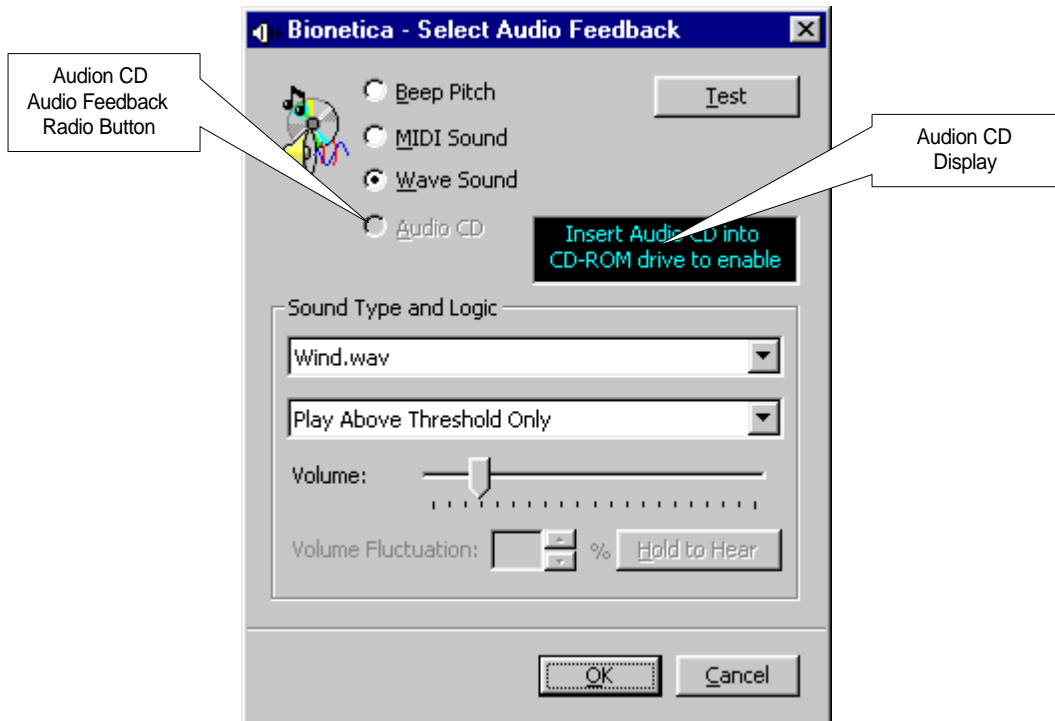 Bionetica - Select Audio Feedback
Audion CD
Audio Feedback
Radio Button
Beep Pitch
Test
MIDI Sound
Audion CD
Display
Wave Sound
Audio CD
Insert Audio CD into
CD-ROM drive to enable
Sound Type and Logic
Wind.wav
Play Above Threshold Only
Volume:
Volume Fluctuation:
%
Hold to Hear
OK
Cancel